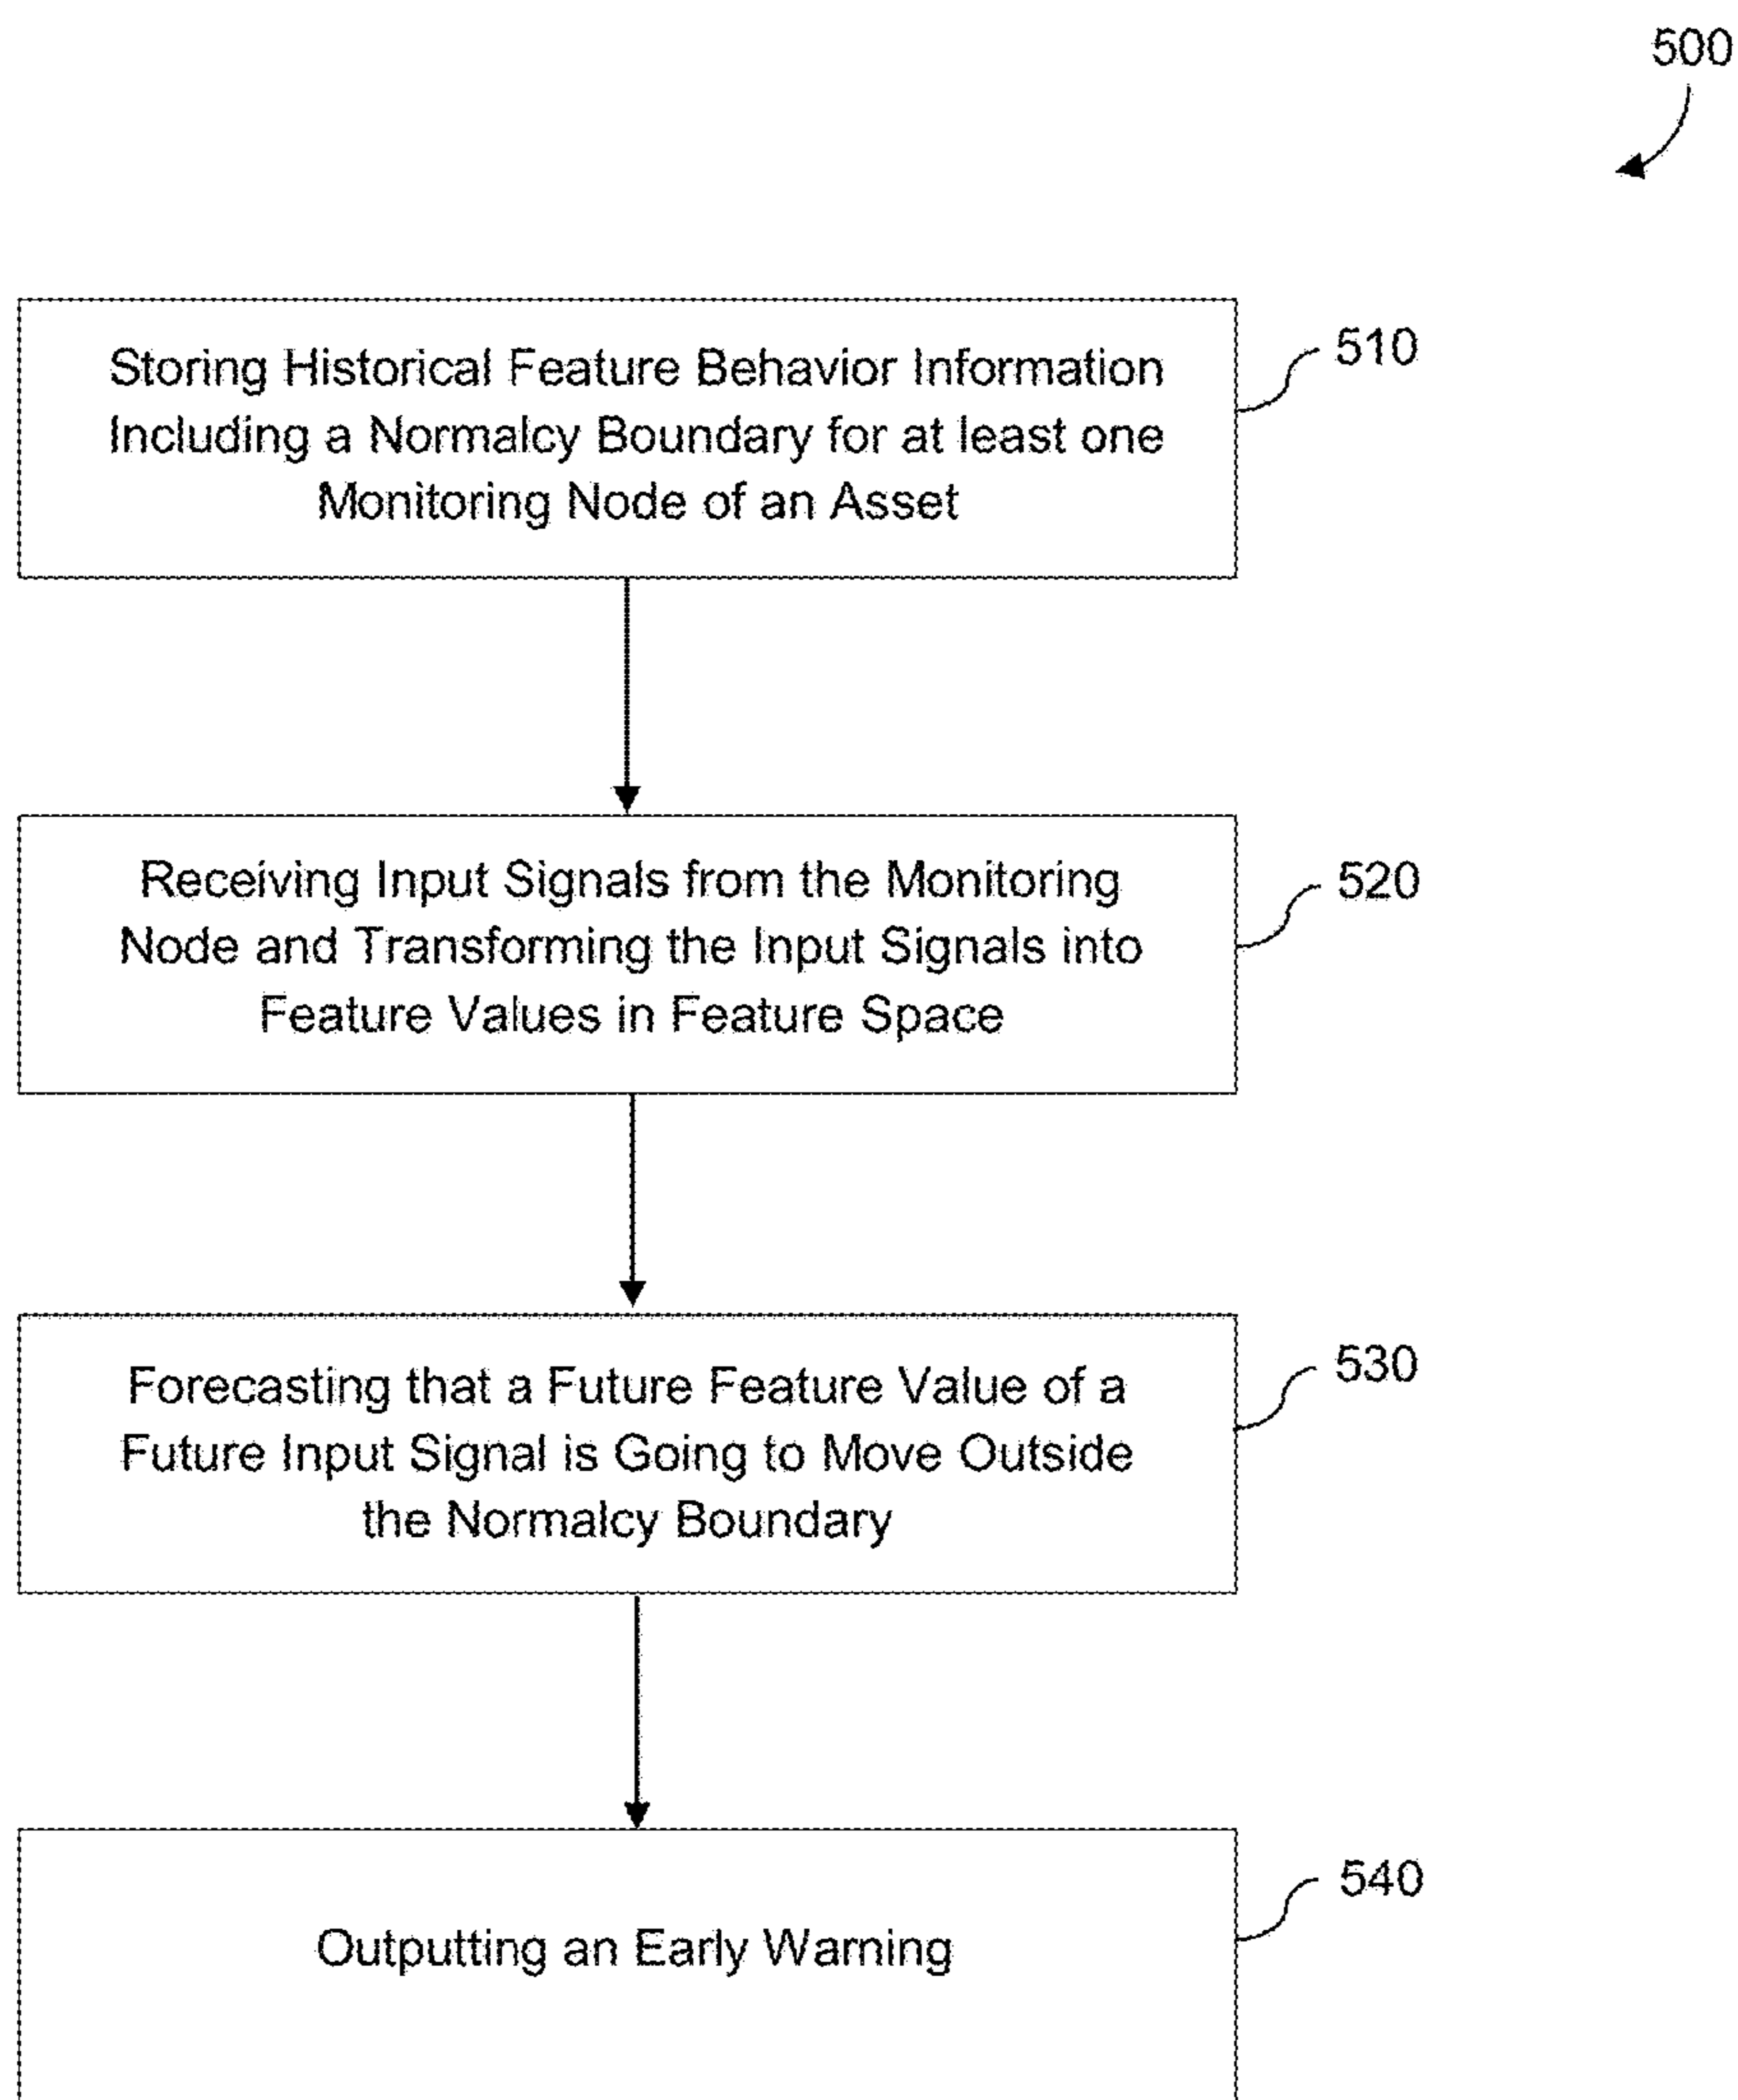 500
Storing Historical Feature Behavior Information
Including a Normalcy Boundary for at least one
Monitoring Node of an Asset
510
Receiving Input Signals from the Monitoring
Node and Transforming the Input Signals into
Feature Values in Feature Space
520
Forecasting that a Future Feature Value of a
Future Input Signal is Going to Move Outside
the Normalcy Boundary
530
Outputting an Early Warning
540